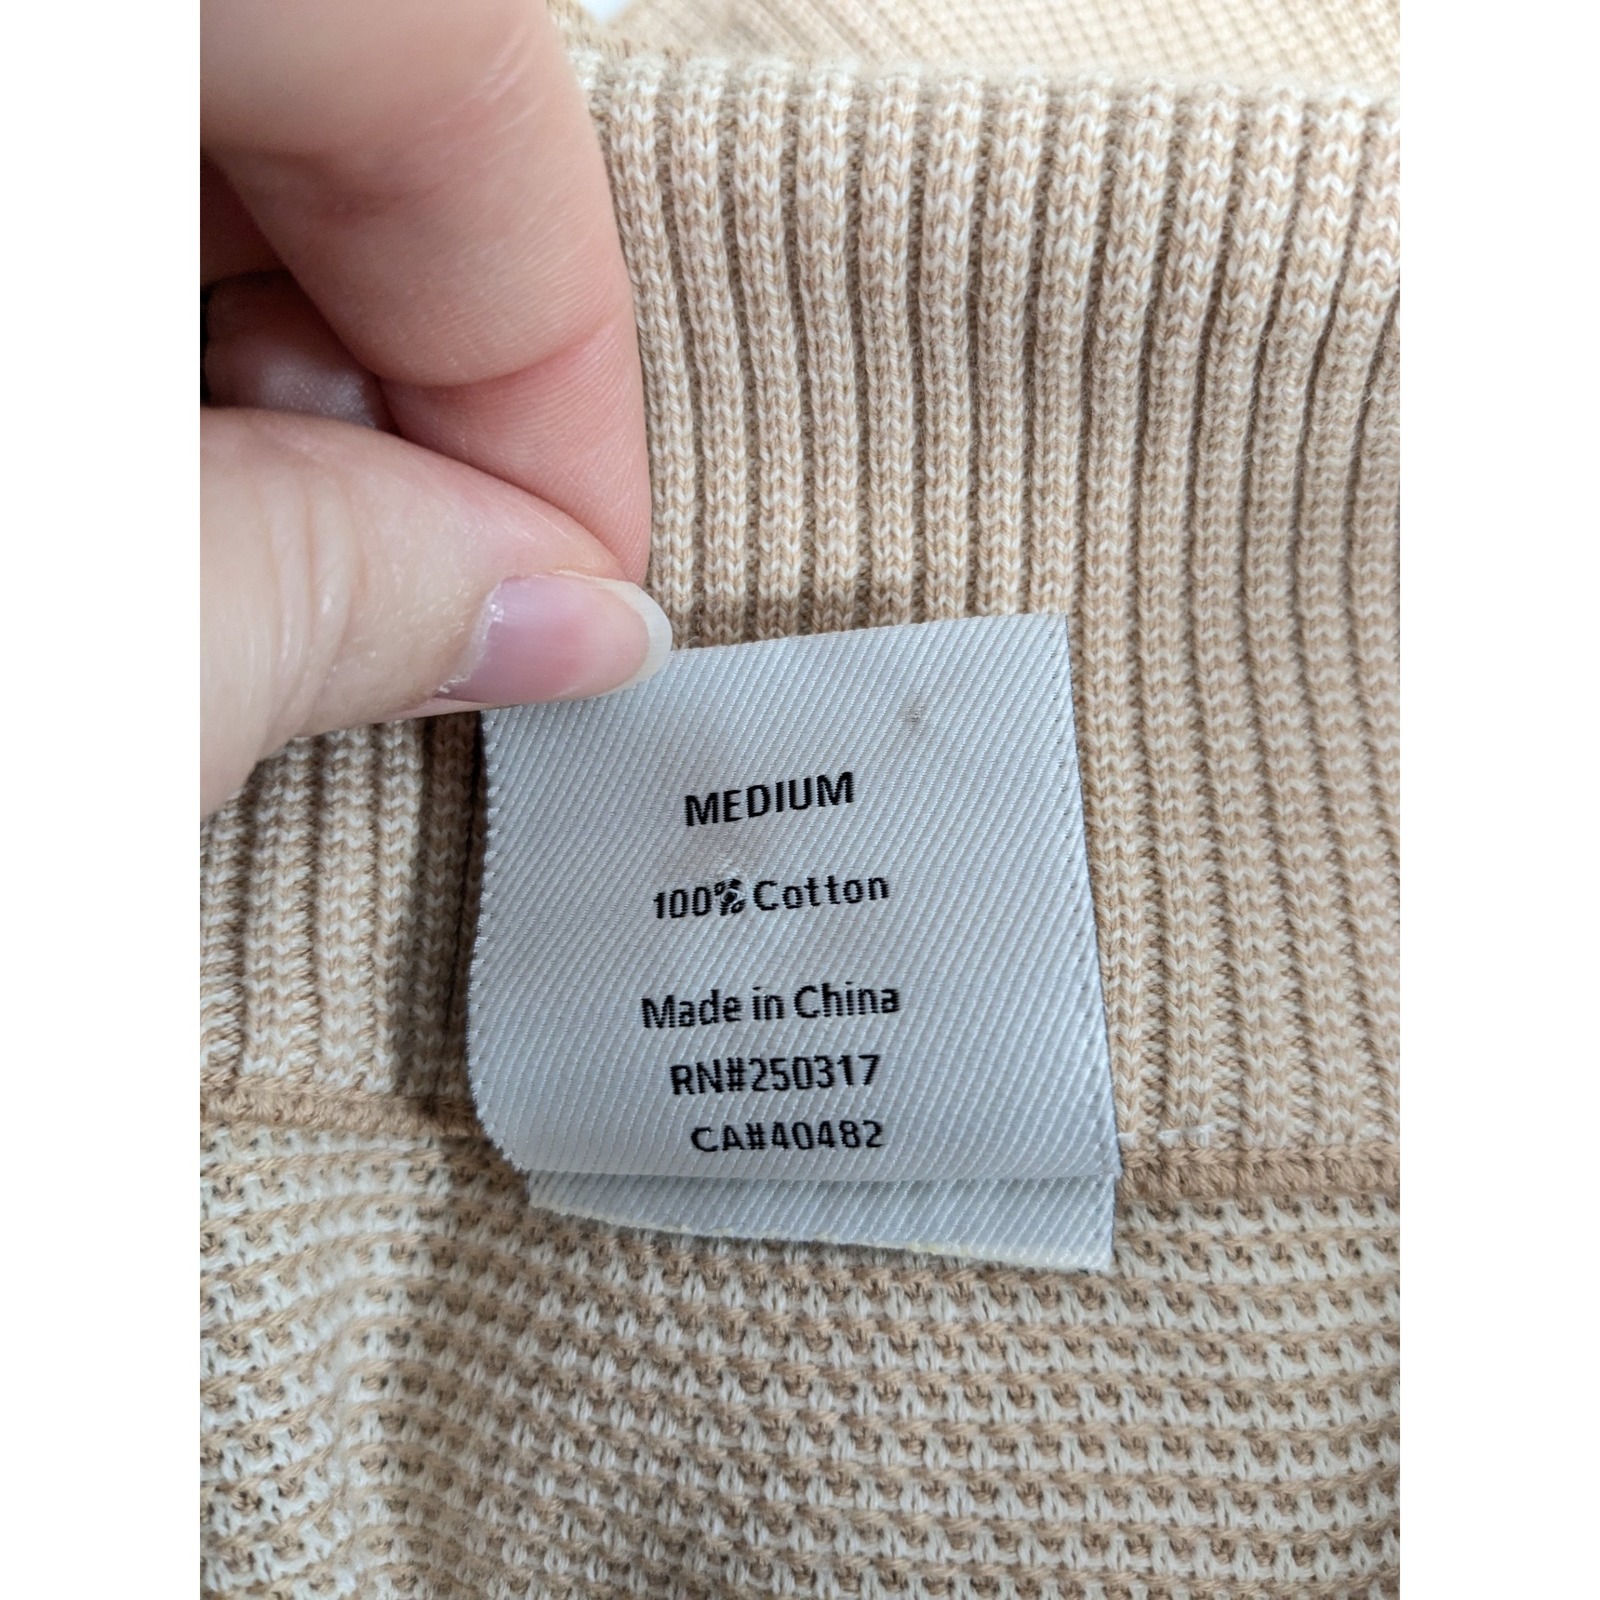 MEDIUM
100% Cotton
Made in China
RN#250317
CA#40482